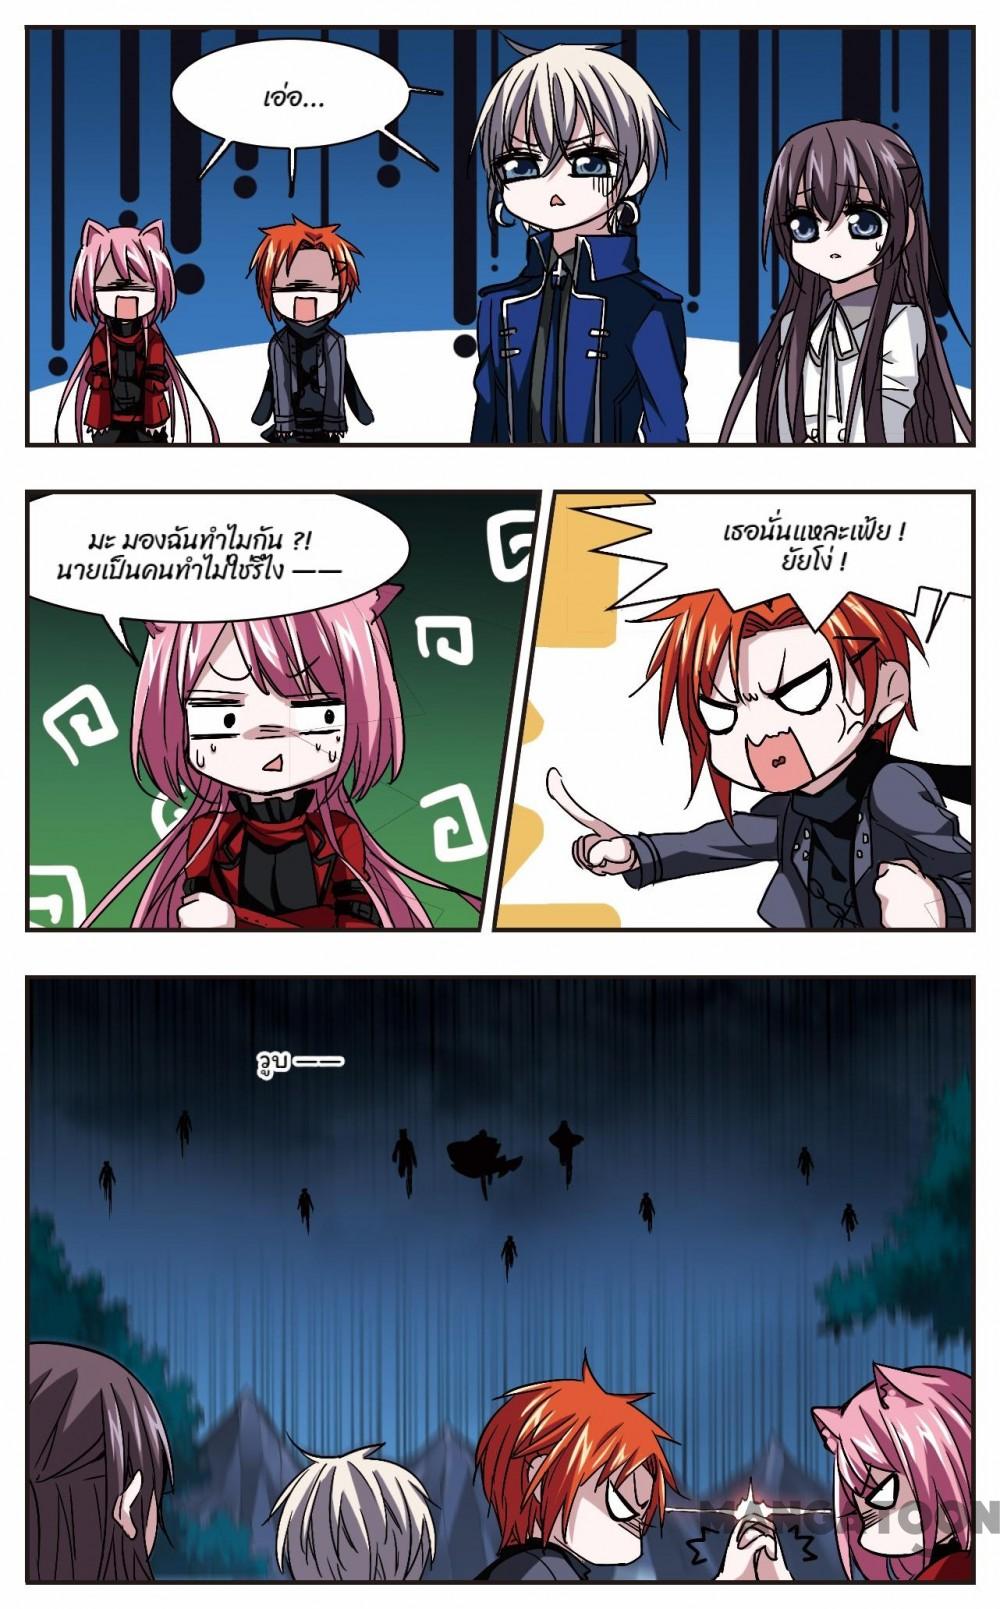 เอ่อ...
มะ มองฉันทำไมกัน ?!
นายเป็นคนทำไม่ใช่รึไง ——
เธอนั่นแหละเฟ้ย !
ยัยโง่ !
วูบ ——
MANGATOON